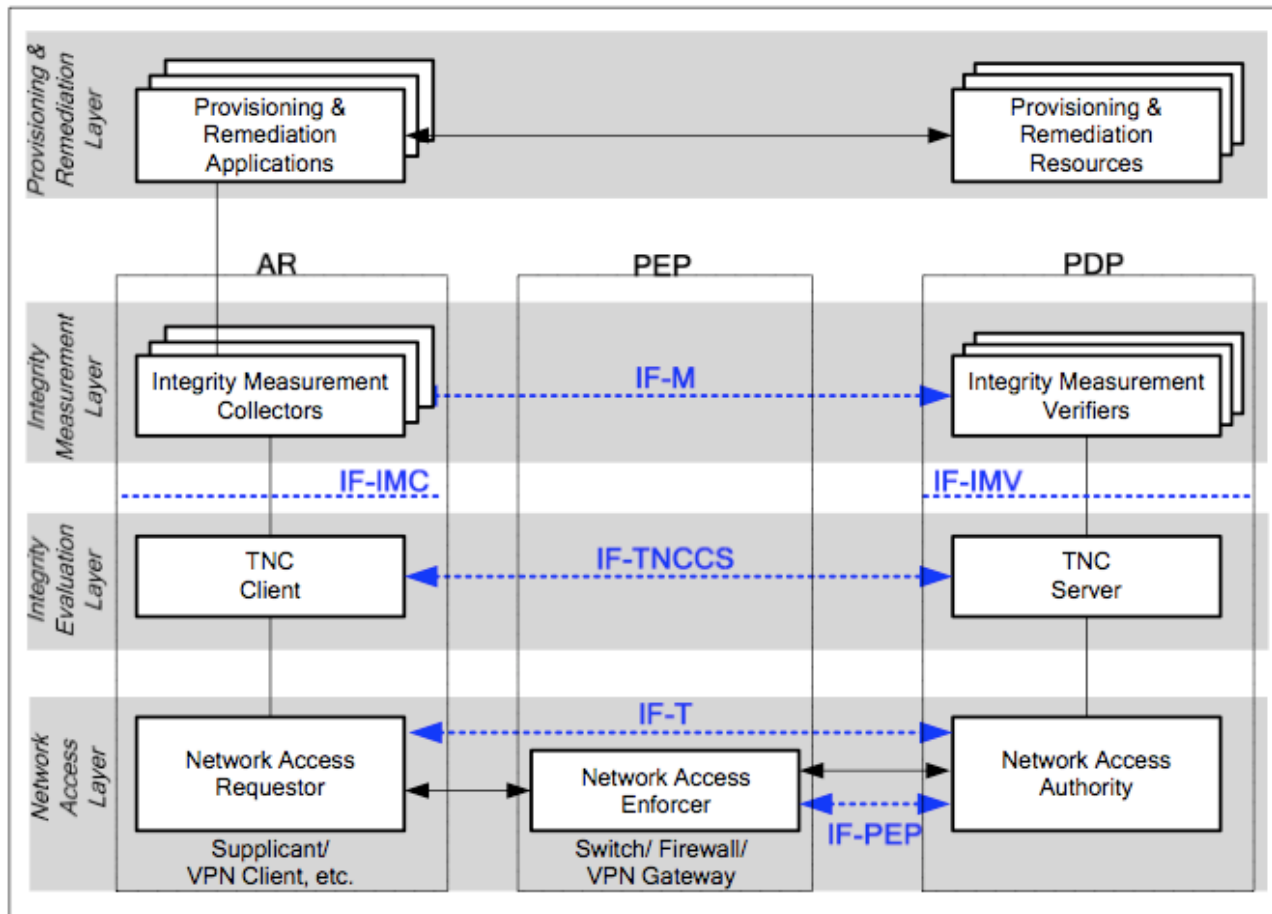 Provisioning &
Remediation
Layer
Provisioning &
Remediation
Applications
Provisioning &
Remediation
Resources
AR
PEP
PDP
Integrity
Measurement
Layer
Integrity Measurement
Collectors
IF-M
Integrity Measurement
Verifiers
IF-IMC
IF-IMV
Integrity
Evaluation
Layer
TNC
Client
IF-TNCCS
TNC
Server
Network
Access
Layer
Network Access
Requestor
IF-T
Network Access
Enforcer
Network Access
Authority
IF-PEP
Supplicant/
VPN Client, etc.
Switch/ Firewall/
VPN Gateway